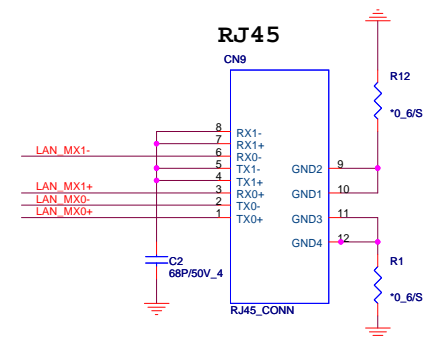 RJ45
CN9
R12
*0_6/S
8 RX1-
7 RX1+
LAN_MX1- 6 RX0-
5 TX1-
4 TX1+
LAN_MX1+ 3 RX0+
LAN_MX0- 2 TX0-
LAN_MX0+ 1 TX0+
GND2 9
GND1 10
GND3 11
GND4 12
C2
68P/50V_4
R1
*0_6/S
RJ45_CONN